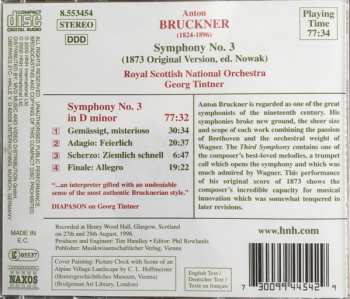 8.553454
STEREO
DDD
COMPACT
DIGITAL AUDIO
Anton
BRUCKNER
(1824-1896)
Symphony No. 3
(1873 Original Version, ed. Nowak)
Royal Scottish National Orchestra
Georg Tintner
Playing
Time
77:34
Symphony No. 3
in D minor 77:32
1 Gemässigt, misterioso 30:34
2 Adagio: Feierlich 20:37
3 Scherzo: Ziemlich schnell 6:47
4 Finale: Allegro 19:22
"...an interpreter gifted with an undeniable
sense of the most authentic Brucknerian style."
DIAPASON on Georg Tintner
Anton Bruckner is regarded as one of the great
symphonists of the nineteenth century. His
symphonies broke new ground, the sheer size
and scope of each work combining the passion
of Beethoven and the orchestral weight of
Wagner. The Third Symphony contains one of the
composer's best-loved melodies, a trumpet
call which opens the symphony and which was
much admired by Wagner. This performance
of his original score of 1873 shows the
composer's incredible capacity for musical
innovation which was somewhat tempered in
later revisions.
Recorded at Henry Wood Hall, Glasgow, Scotland
on 27th and 28th August, 1998.
Producer and Engineer: Tim Handley Editor: Phil Rowlands
Publisher: Musikwissenschaftlicher Verlag, Vienna
Cover Painting: Picture Clock with Scene of an
Alpine Village Landscape by C. L. Hoffmeister
(Bridgeman Art Library, London)
MADE IN
E.C.
05537
NAXOS
http://www.hnh.com
English Text /
Deutscher Text /
Texte en Français